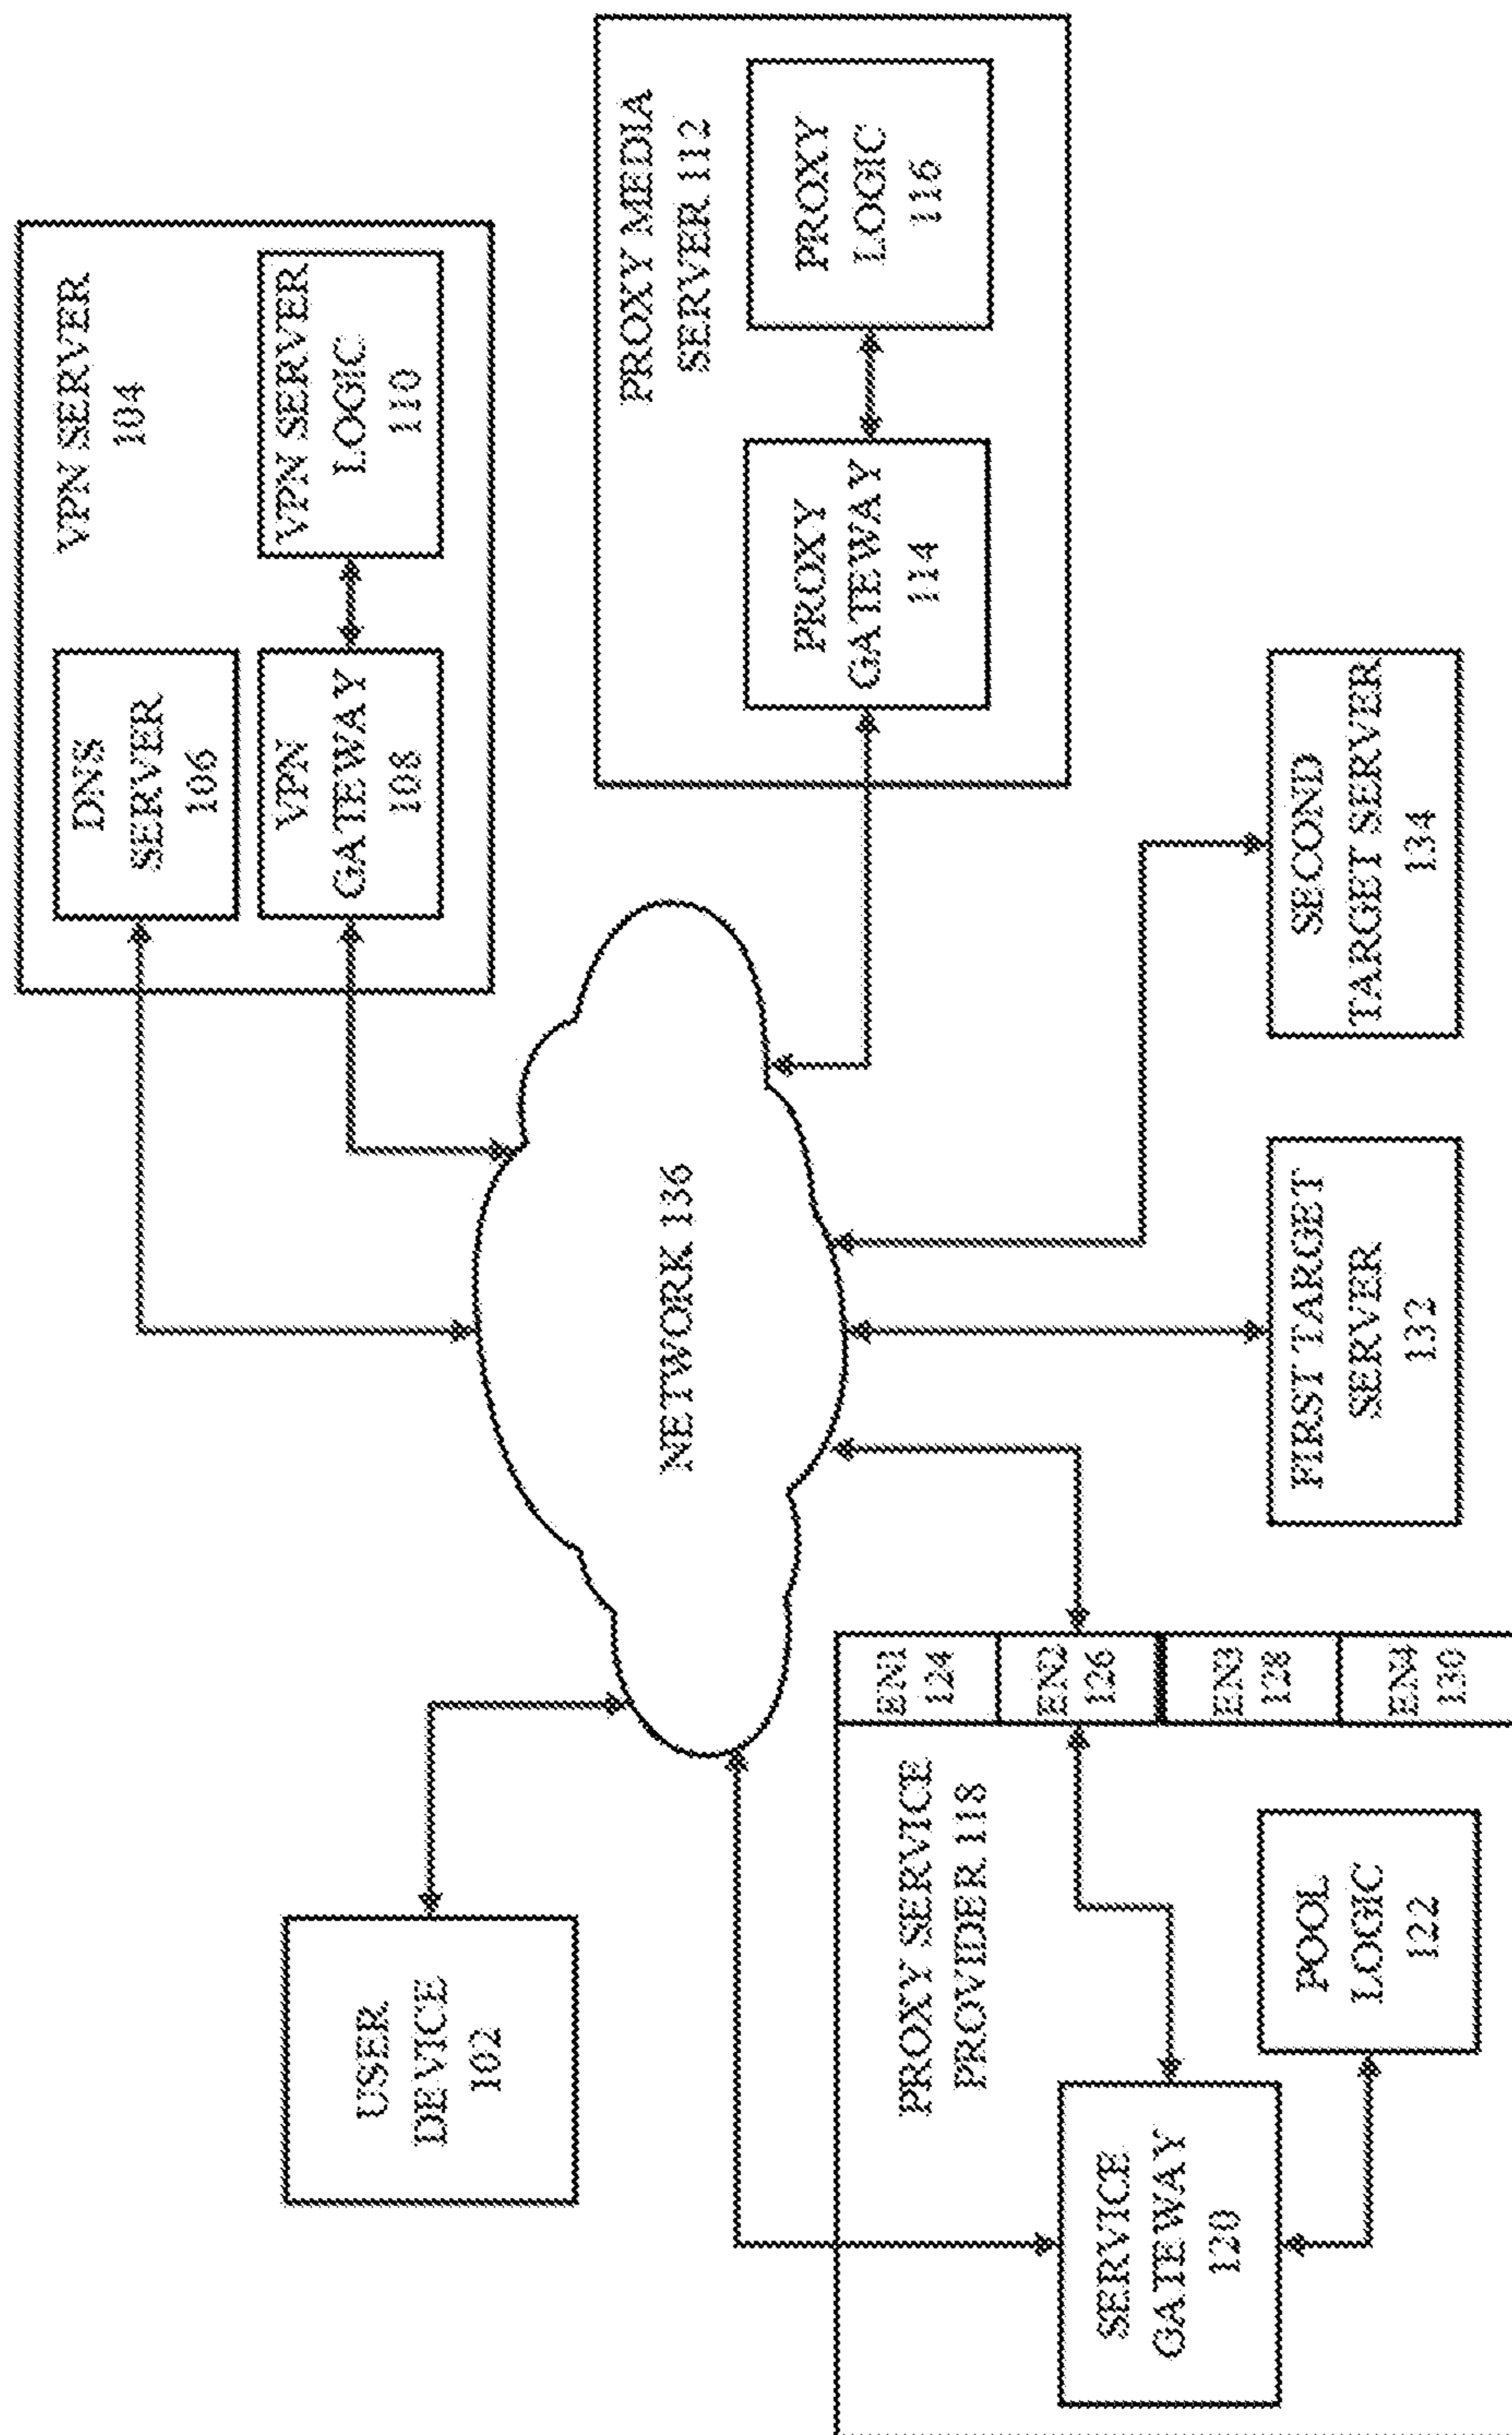 VPN SERVER
104
DNS
SERVER
106
VPN
GATEWAY
108
VPN SERVER
LOGIC
110
USER
DEVICE
102
NETWORK 136
PROXY MEDIA
SERVER 112
PROXY
GATEWAY
114
PROXY
LOGIC
116
PROXY SERVICE
PROVIDER 118
EN1
124
EN2
126
EN3
128
EN4
130
SERVICE
GATEWAY
120
POOL
LOGIC
122
FIRST TARGET
SERVER
132
SECOND
TARGET SERVER
134